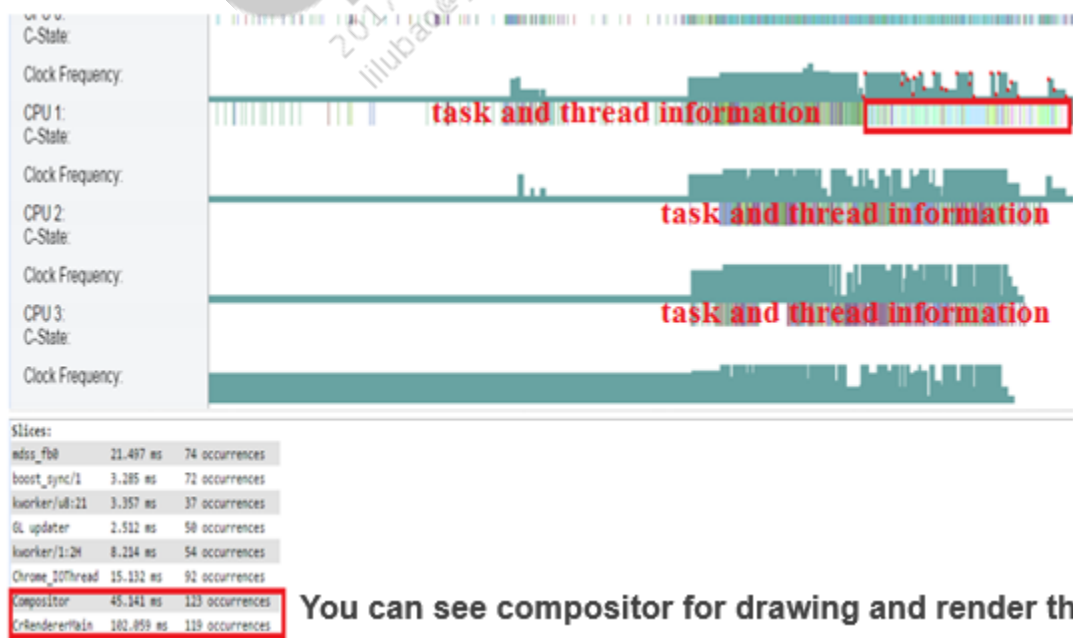 CPU 0:
C-State:
Clock Frequency:
CPU 1:
task and thread information
C-State:
Clock Frequency:
CPU 2:
task and thread information
C-State:
Clock Frequency:
CPU 3:
task and thread information
C-State:
Clock Frequency:
Slices:
mdss_fb0 21.497 ms 74 occurrences
boost_sync/1 3.285 ms 72 occurrences
kworker/u8:21 3.357 ms 37 occurrences
GL updater 2.512 ms 50 occurrences
kworker/1:2H 8.214 ms 54 occurrences
Chrome_IOThread 15.132 ms 92 occurrences
Compositor 45.141 ms 123 occurrences
CrRendererMain 102.059 ms 119 occurrences
You can see compositor for drawing and render th